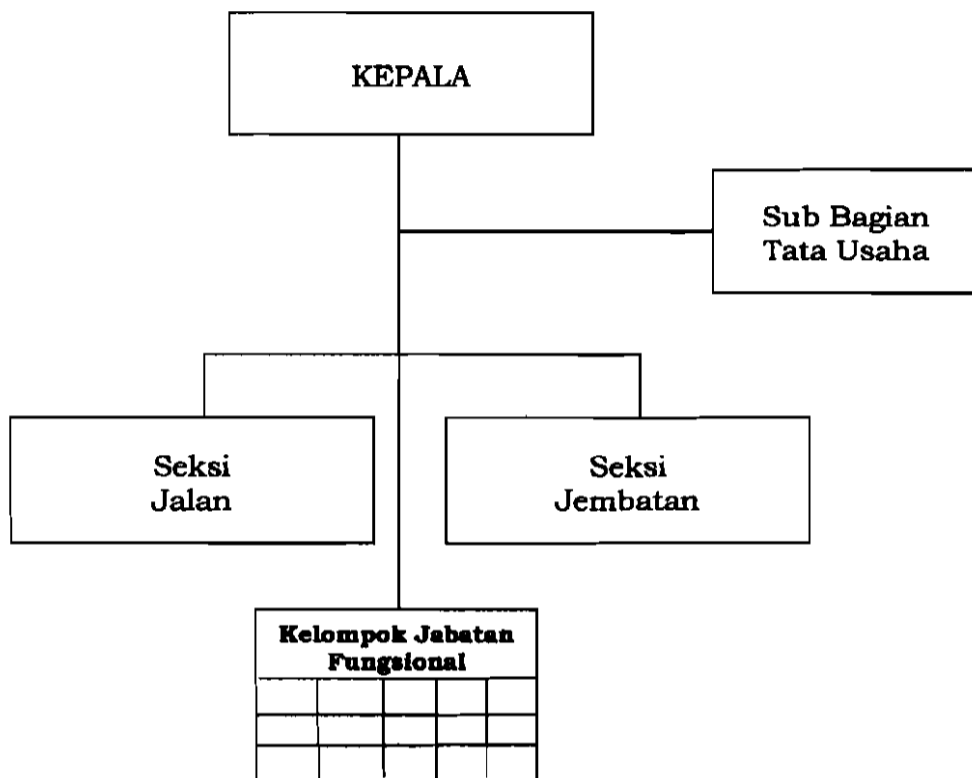 KEPALA
Sub Bagian
Tata Usaha
Seksi
Jalan
Seksi
Jembatan
Kelompok Jabatan
Fungsional